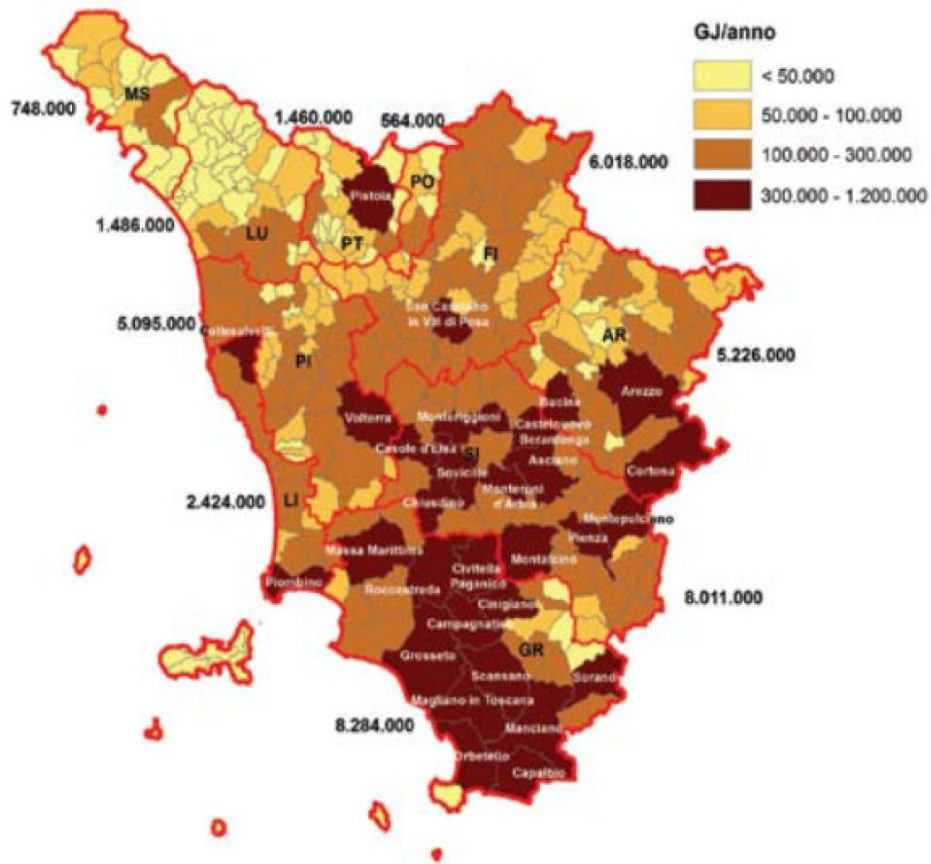 GJ/anno
< 50.000
50.000 - 100.000
100.000 - 300.000
300.000 - 1.200.000
MS
748.000
1.460.000
564.000
6.018.000
PO
Pistoia
1.486.000
LU
PT
FI
San Casciano
in Val di Pesa
5.095.000
Collesalvetti
AR
PI
5.226.000
Arezzo
Bucine
Volterra
Monteriggioni
Castelnuovo
Berardenga
Casole d'Elsa
SI
Asciano
Sovicille
Cortona
2.424.000
LI
Chiusdino
Monteroni
d'Arbia
Montepulciano
Pienza
Massa Marittima
Montalcino
Piombino
Civitella
Paganico
Roccastrada
8.011.000
Cinigiano
Campagnatico
GR
Grosseto
Scansano
Sorano
Magliano in Toscana
8.284.000
Manciano
Orbetello
Capalbio